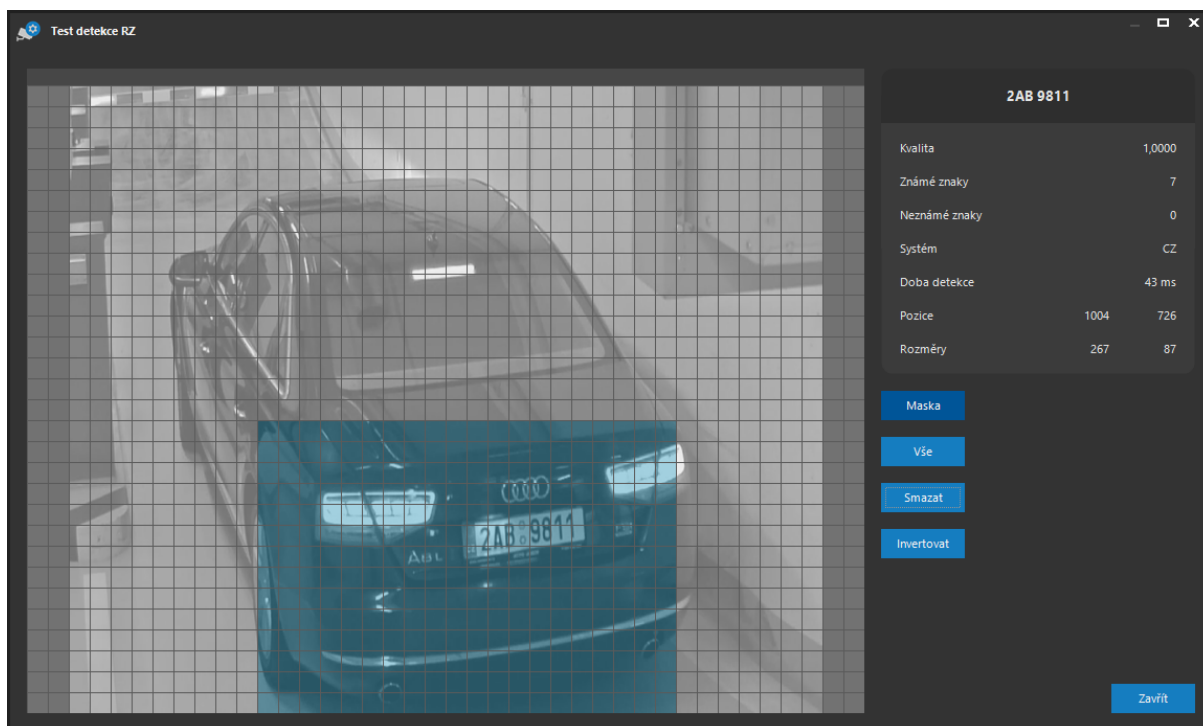 Test detekce RZ
2AB 9811
Kvalita 1,0000
Známé znaky 7
Neznámé znaky 0
Systém CZ
Doba detekce 43 ms
Pozice 1004 726
Rozměry 267 87
Maska
Vše
Smazat
Invertovat
2AB 9811
Zavřít